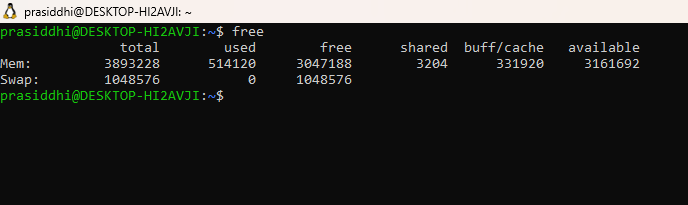 prasiddhi@DESKTOP-HI2AVJI: ~
prasiddhi@DESKTOP-HI2AVJI:~$ free
total used free shared buff/cache available
Mem: 3893228 514120 3047188 3204 331920 3161692
Swap: 1048576 0 1048576
prasiddhi@DESKTOP-HI2AVJI:~$